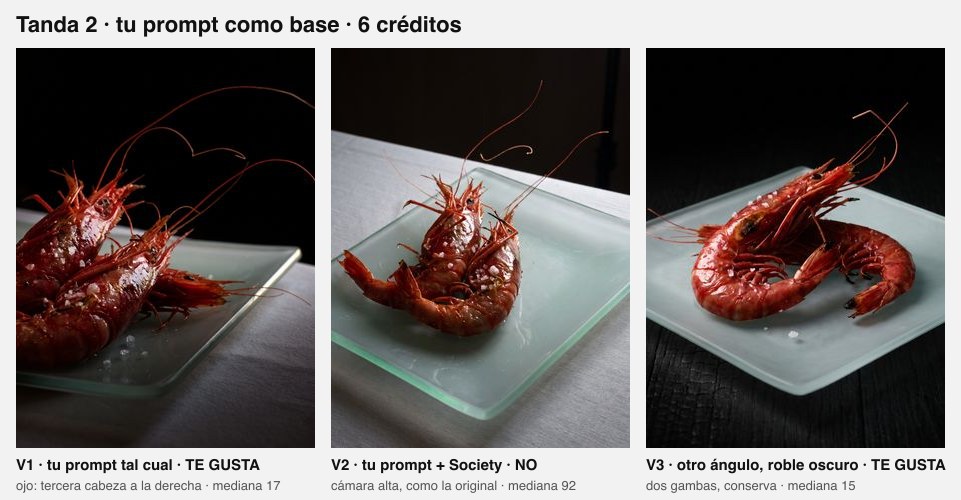 Tanda 2 · tu prompt como base · 6 créditos
V1 · tu prompt tal cual · TE GUSTA
ojo: tercera cabeza a la derecha · mediana 17
V2 · tu prompt + Society · NO
cámara alta, como la original · mediana 92
V3 · otro ángulo, roble oscuro · TE GUSTA
dos gambas, conserva · mediana 15